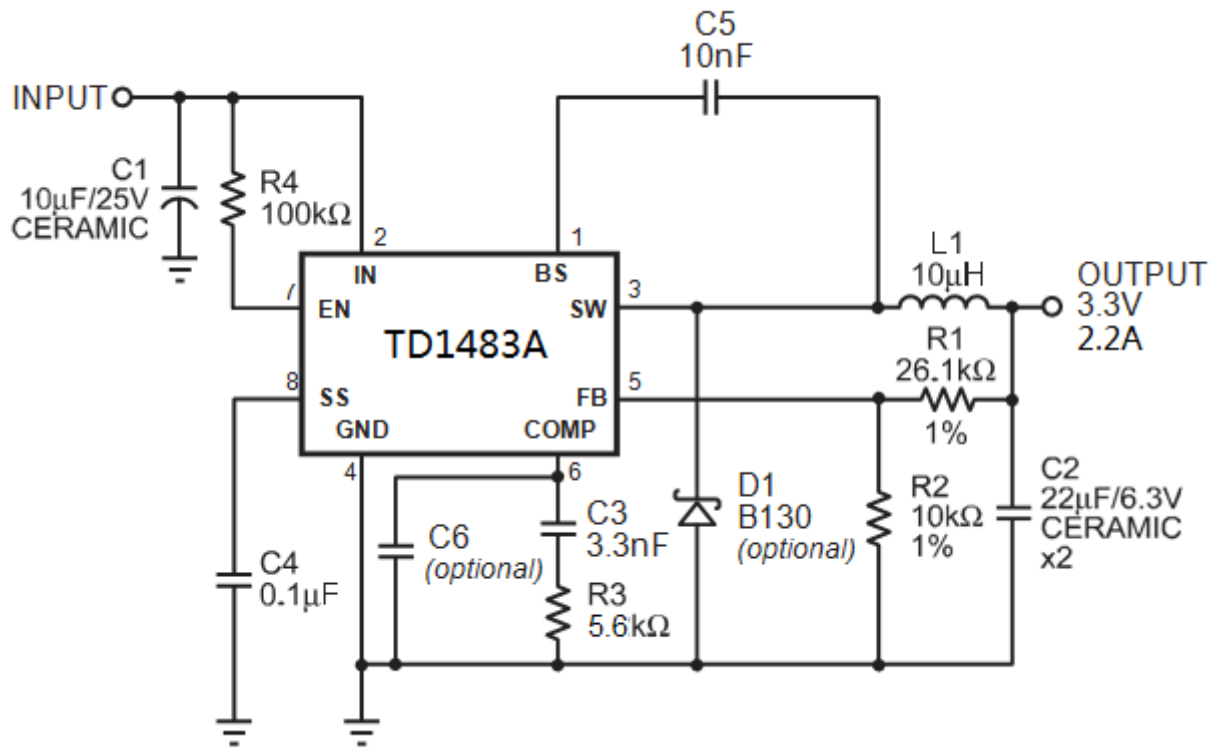 C5
10nF
INPUT
C1
10μF/25V
CERAMIC
R4
100kΩ
2
1
IN
BS
L1
10μH
OUTPUT
3.3V
2.2A
7
EN
3
SW
TD1483A
R1
26.1kΩ
1%
8
SS
5
FB
GND
COMP
4
6
C6
(optional)
C3
3.3nF
D1
B130
(optional)
R2
10kΩ
1%
C2
22μF/6.3V
CERAMIC
x2
C4
0.1μF
R3
5.6kΩ